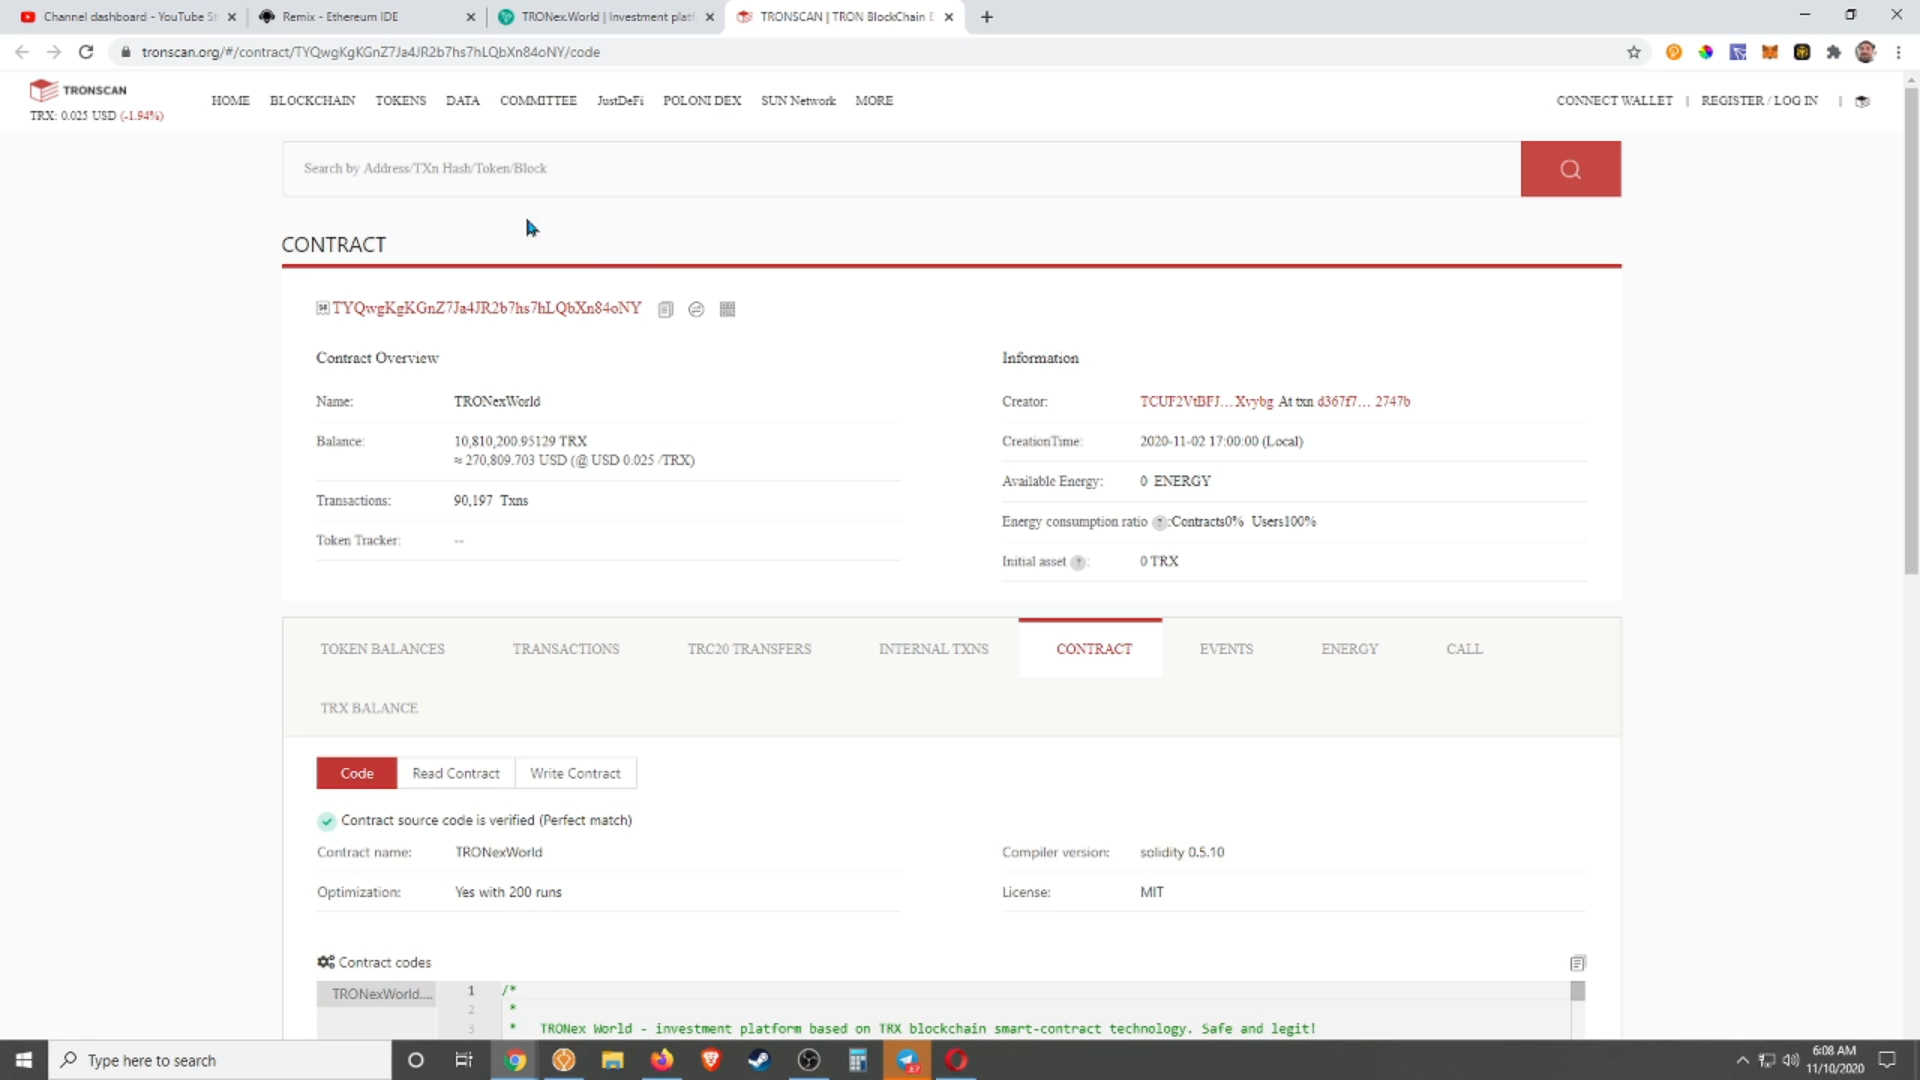 Channel dashboard - YouTube St
Remix - Ethereum IDE
TRONex.World | Investment platf
TRONSCAN | TRON BlockChain E
tronscan.org/#/contract/TYQwgKgKGnZ7Ja4JR2b7hs7hLQbXn84oNY/code
TRONSCAN
TRX: 0.025 USD (-1.94%)
HOME BLOCKCHAIN TOKENS DATA COMMITTEE JustDeFi POLONI DEX SUN Network MORE
CONNECT WALLET | REGISTER / LOG IN |
Search by Address/TXn Hash/Token/Block
CONTRACT
TYQwgKgKGnZ7Ja4JR2b7hs7hLQbXn84oNY
Contract Overview
Name: TRONexWorld
Balance: 10,810,200.95129 TRX
≈ 270,809.703 USD (@ USD 0.025 /TRX)
Transactions: 90,197 Txns
Token Tracker: --
Information
Creator: TCUF2VtBFJ... Xvybg At txn d367f7... 2747b
CreationTime: 2020-11-02 17:00:00 (Local)
Available Energy: 0 ENERGY
Energy consumption ratio ? :Contracts0% Users100%
Initial asset ? : 0 TRX
TOKEN BALANCES TRANSACTIONS TRC20 TRANSFERS INTERNAL TXNS CONTRACT EVENTS ENERGY CALL
TRX BALANCE
Code Read Contract Write Contract
Contract source code is verified (Perfect match)
Contract name: TRONexWorld
Compiler version: solidity 0.5.10
Optimization: Yes with 200 runs
License: MIT
Contract codes
TRONexWorld....
1 /*
2 *
3 * TRONex World - investment platform based on TRX blockchain smart-contract technology. Safe and legit!
Type here to search
6:08 AM
11/10/2020